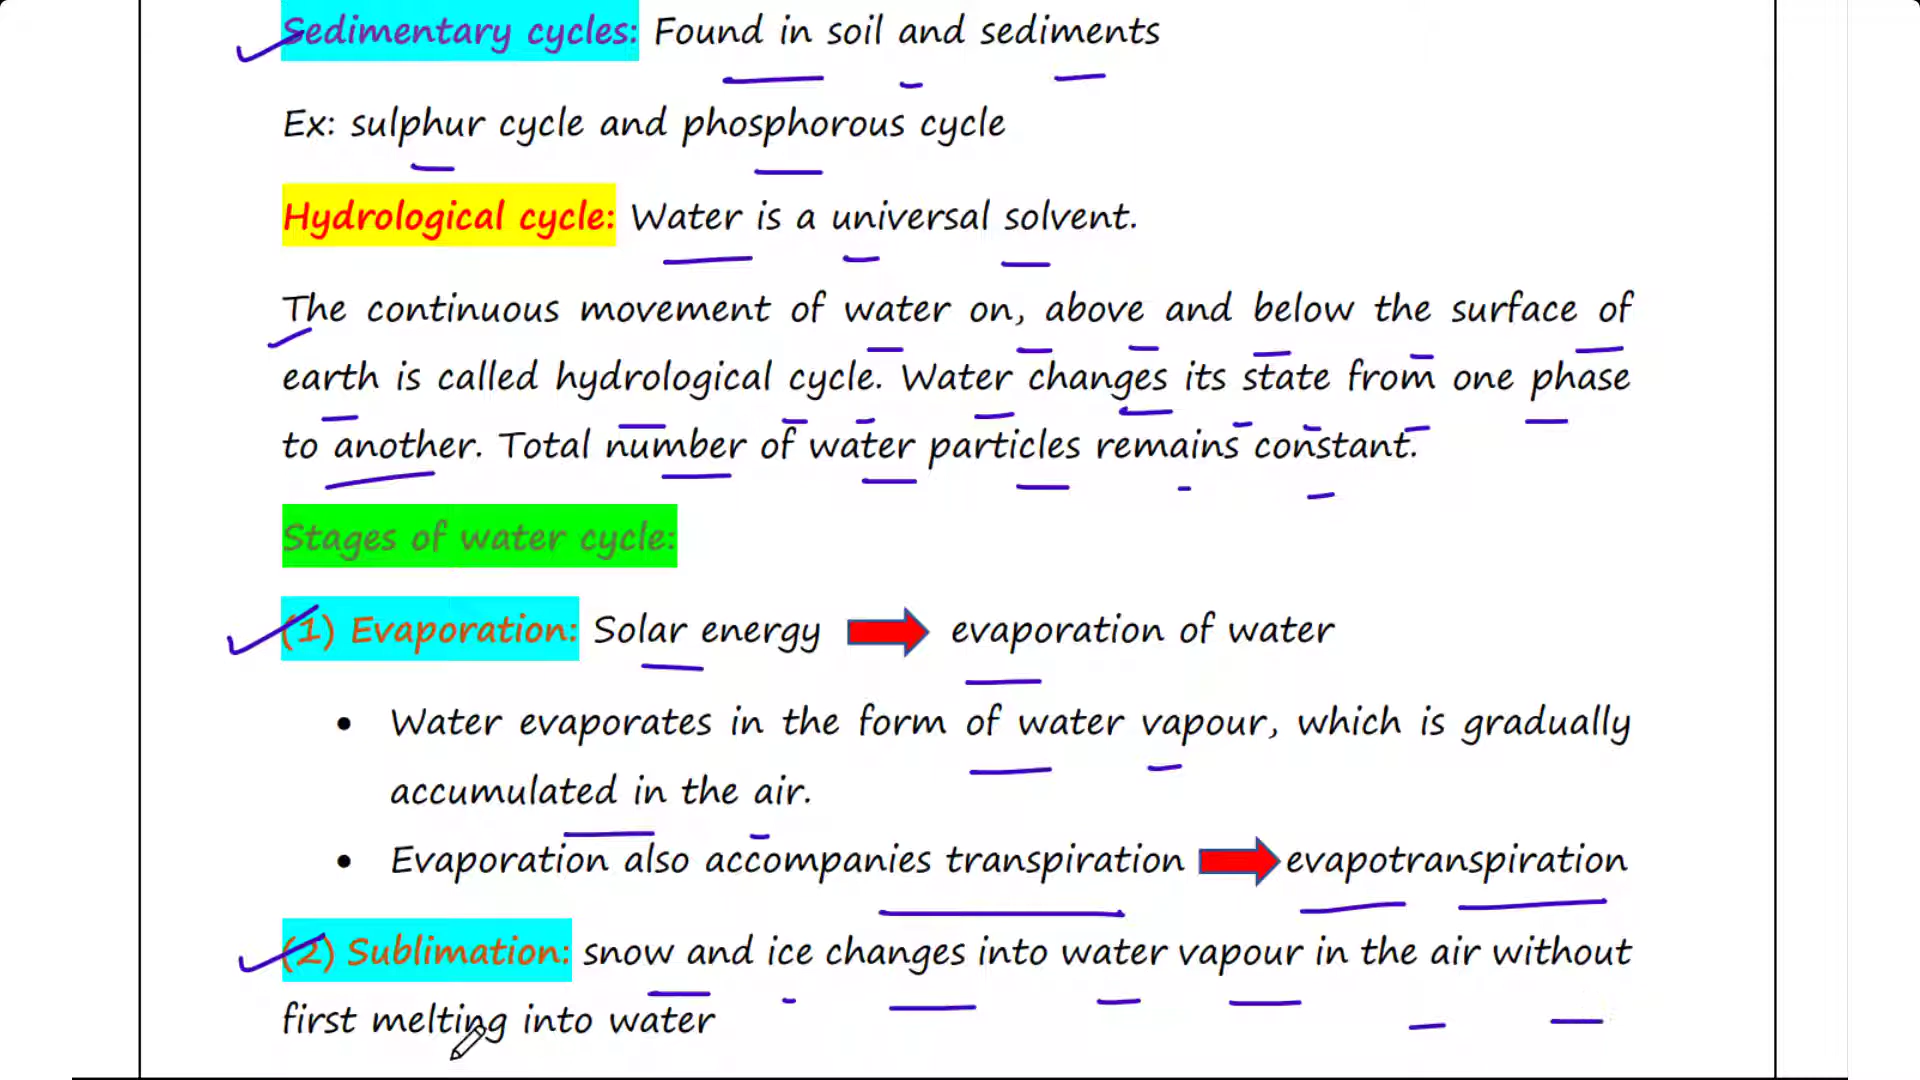 Sedimentary cycles: Found in soil and sediments
Ex: sulphur cycle and phosphorous cycle
Hydrological cycle: Water is a universal solvent.
The continuous movement of water on, above and below the surface of
earth is called hydrological cycle. Water changes its state from one phase
to another. Total number of water particles remains constant.
Stages of water cycle:
(1) Evaporation: Solar energy evaporation of water
• Water evaporates in the form of water vapour, which is gradually
accumulated in the air.
• Evaporation also accompanies transpiration evapotranspiration
(2) Sublimation: snow and ice changes into water vapour in the air without
first melting into water